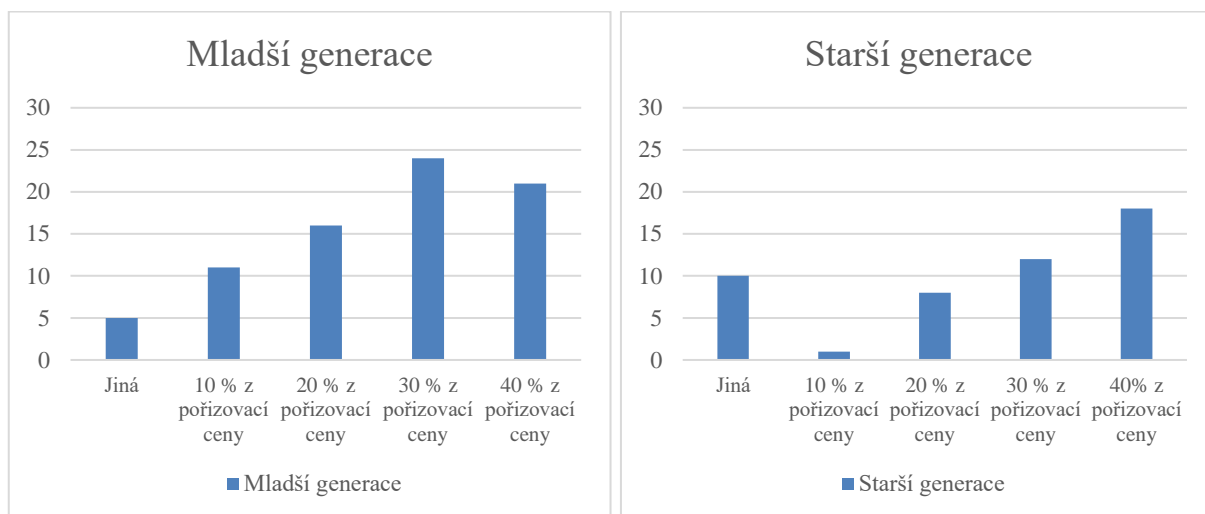 Mladší generace
30
25
20
15
10
5
0
Jiná
10 % z
pořizovací
ceny
20 % z
pořizovací
ceny
30 % z
pořizovací
ceny
40 % z
pořizovací
ceny
Mladší generace
Starší generace
30
25
20
15
10
5
0
Jiná
10 % z
pořizovací
ceny
20 % z
pořizovací
ceny
30 % z
pořizovací
ceny
40% z
pořizovací
ceny
Starší generace